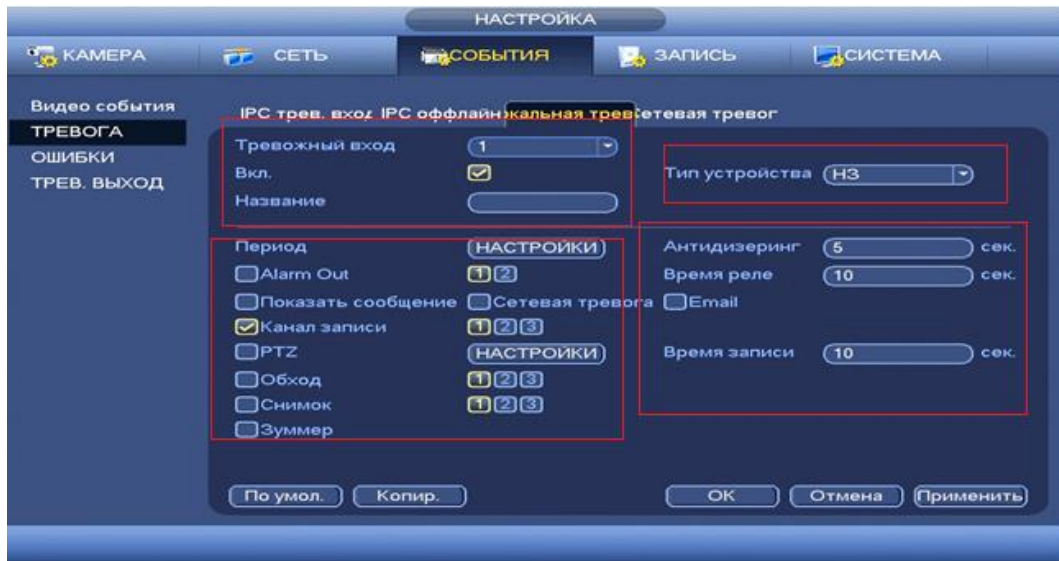 НАСТРОЙКА
КАМЕРА СЕТЬ СОБЫТИЯ ЗАПИСЬ СИСТЕМА
Видео события
ТРЕВОГА
ОШИБКИ
ТРЕВ. ВЫХОД
IPC трев. вход IPC оффлайн кальная трев Сетевая тревог
Тревожный вход 1
Вкл. Тип устройства НЗ
Название
Период НАСТРОЙКИ Антидизеринг 5 сек.
Alarm Out 1 2 Время реле 10 сек.
Показать сообщение Сетевая тревога Email
Канал записи 1 2 3
PTZ НАСТРОЙКИ Время записи 10 сек.
Обход 1 2 3
Снимок 1 2 3
Зуммер
По умол. Копир. ОК Отмена Применить